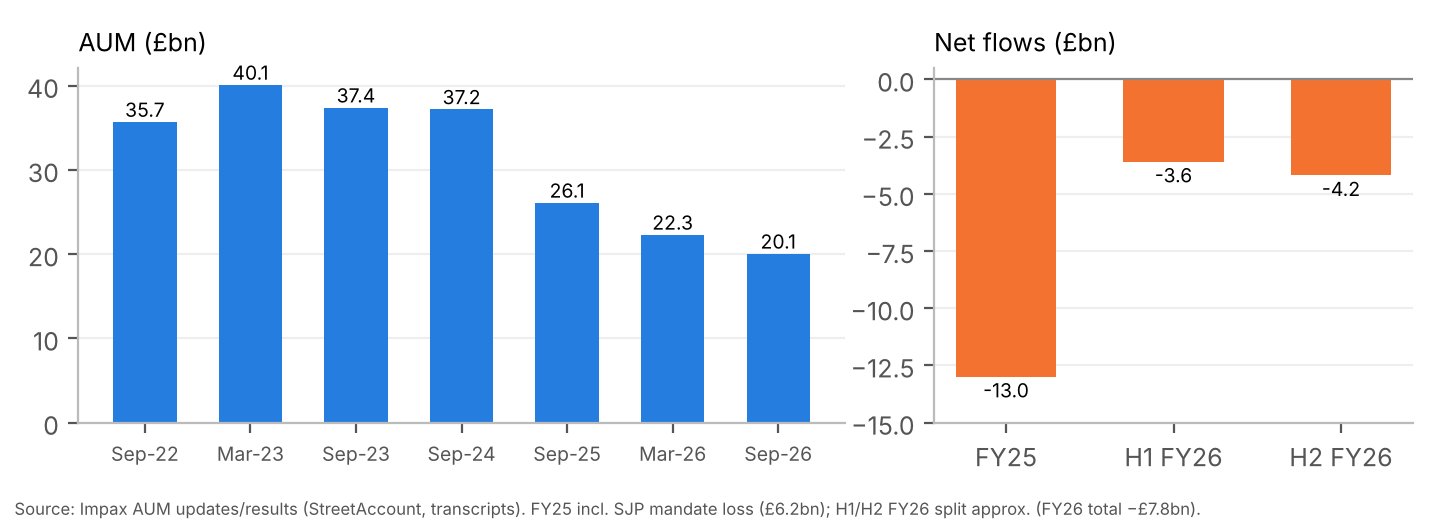 AUM (£bn)
40
30
20
10
0
35.7
40.1
37.4
37.2
26.1
22.3
20.1
Sep-22
Mar-23
Sep-23
Sep-24
Sep-25
Mar-26
Sep-26
Net flows (£bn)
0.0
−2.5
−5.0
−7.5
−10.0
−12.5
−15.0
-13.0
-3.6
-4.2
FY25
H1 FY26
H2 FY26
Source: Impax AUM updates/results (StreetAccount, transcripts). FY25 incl. SJP mandate loss (£6.2bn); H1/H2 FY26 split approx. (FY26 total −£7.8bn).